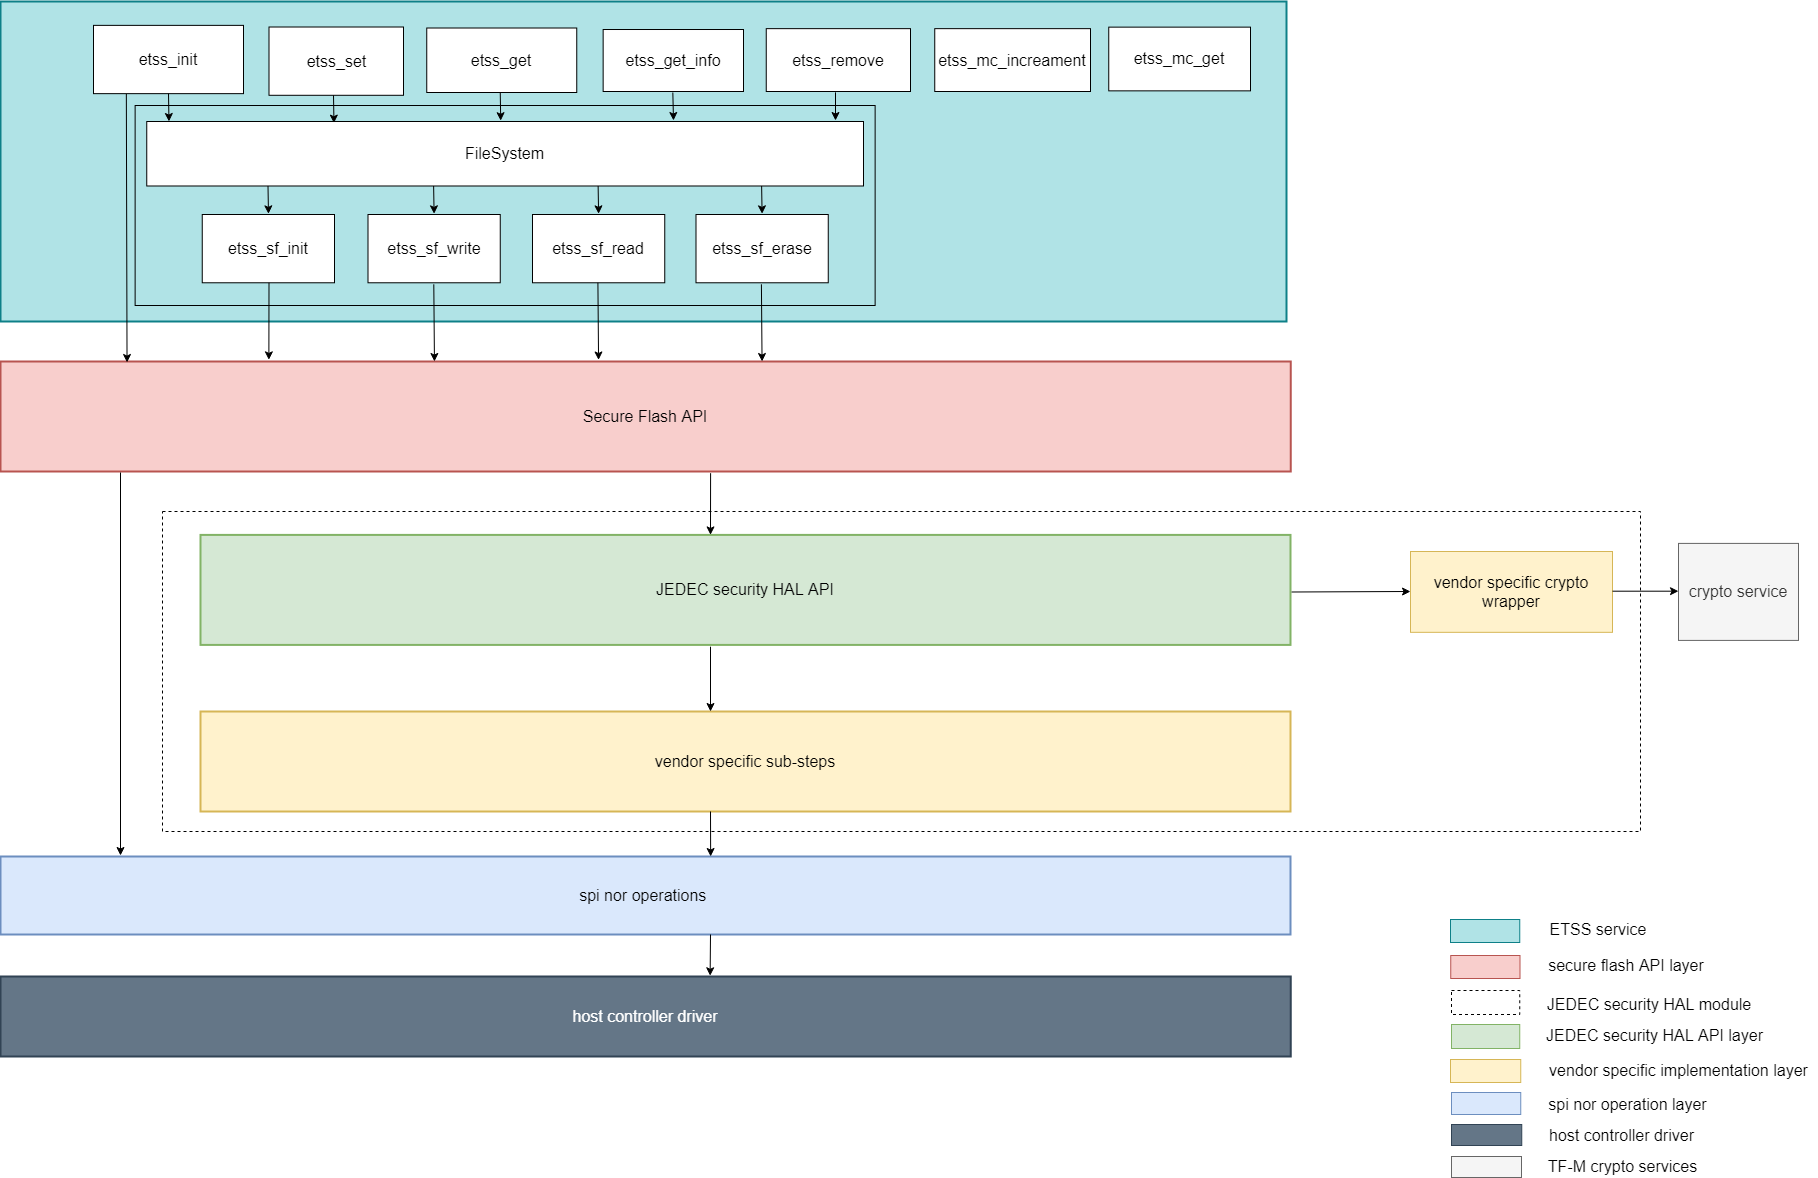 etss_init
etss_set
etss_get
etss_get_info
etss_remove
etss_mc_increament
etss_mc_get
FileSystem
etss_sf_init
etss_sf_write
etss_sf_read
etss_sf_erase
Secure Flash API
JEDEC security HAL API
vendor specific crypto
wrapper
crypto service
vendor specific sub-steps
spi nor operations
host controller driver
ETSS service
secure flash API layer
JEDEC security HAL module
JEDEC security HAL API layer
vendor specific implementation layer
spi nor operation layer
host controller driver
TF-M crypto services